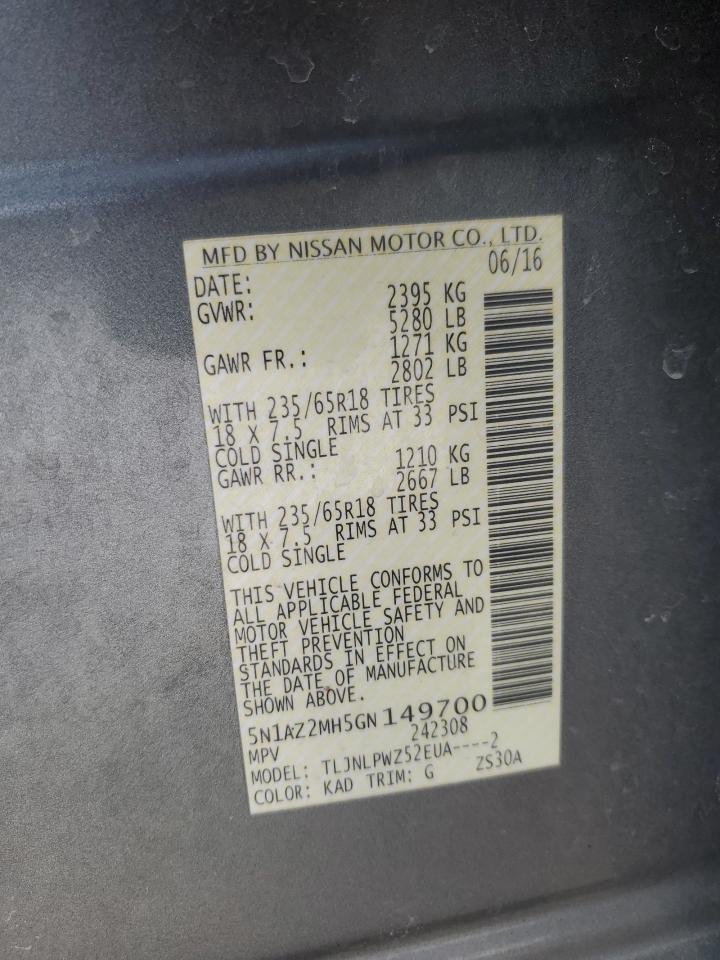 MFD BY NISSAN MOTOR CO., LTD.
DATE: 06/16
GVWR: 2395 KG
5280 LB
GAWR FR.: 1271 KG
2802 LB
WITH 235/65R18 TIRES
18 X 7.5 RIMS AT 33 PSI
COLD SINGLE
GAWR RR.: 1210 KG
2667 LB
WITH 235/65R18 TIRES
18 X 7.5 RIMS AT 33 PSI
COLD SINGLE
THIS VEHICLE CONFORMS TO
ALL APPLICABLE FEDERAL
MOTOR VEHICLE SAFETY AND
THEFT PREVENTION
STANDARDS IN EFFECT ON
THE DATE OF MANUFACTURE
SHOWN ABOVE.
5N1AZ2MH5GN149700
MPV 242308
MODEL: TLJNLPWZ52EUA----2
COLOR: KAD TRIM: G ZS30A